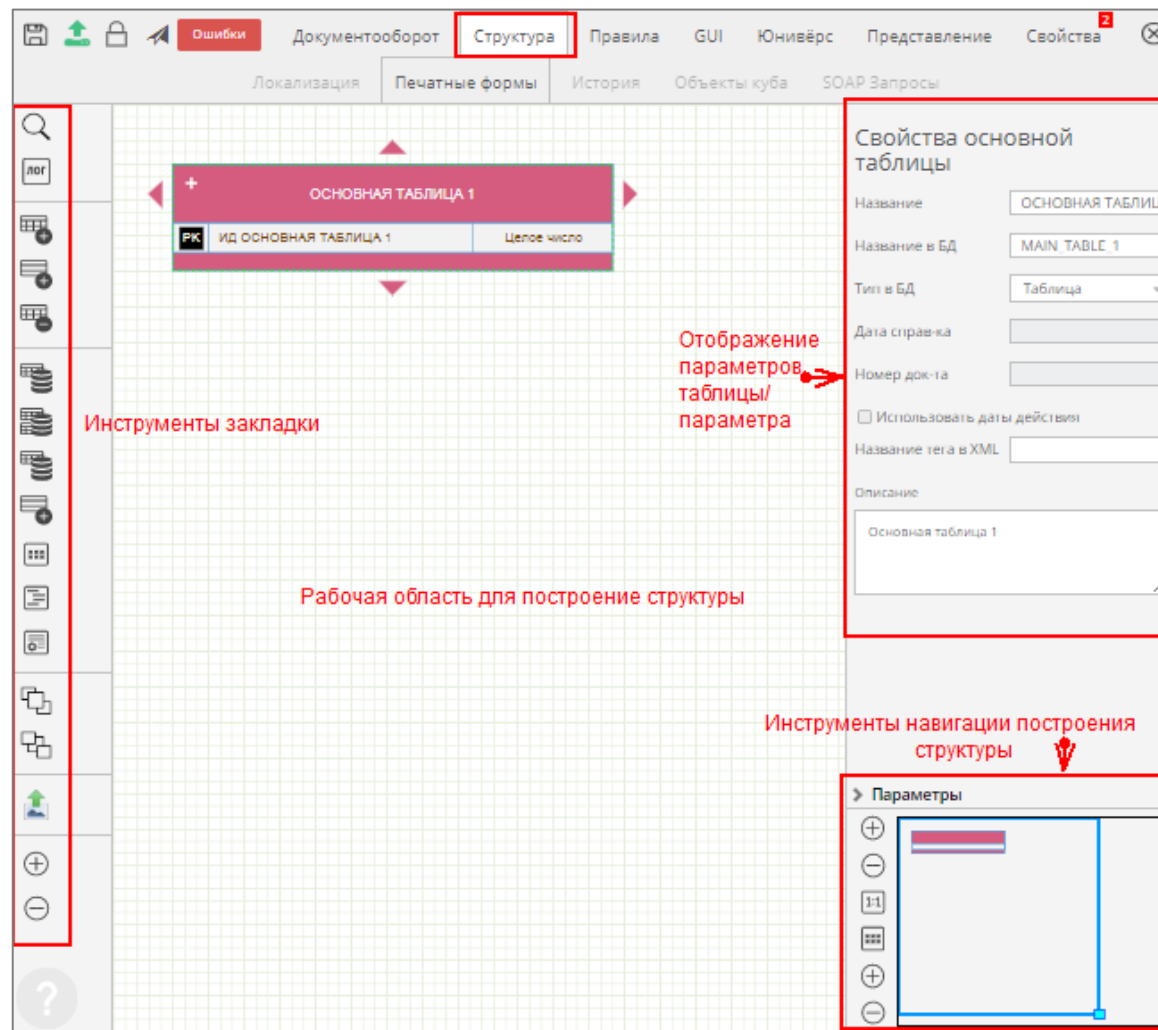 Ошибки
Документооборот
Структура
Правила
GUI
Юнивёрс
Представление
Свойства
2
Локализация
Печатные формы
История
Объекты куба
SOAP Запросы
лог
+
ОСНОВНАЯ ТАБЛИЦА 1
PK ИД ОСНОВНАЯ ТАБЛИЦА 1 Целое число
Инструменты закладки
Отображение
параметров
таблицы/
параметра
Рабочая область для построение структуры
Свойства основной
таблицы
Название ОСНОВНАЯ ТАБЛИЦ
Название в БД MAIN_TABLE_1
Тип в БД Таблица
Дата справ-ка
Номер док-та
Использовать даты действия
Название тега в XML
Описание
Основная таблица 1
Инструменты навигации построения
структуры
Параметры
1:1
?